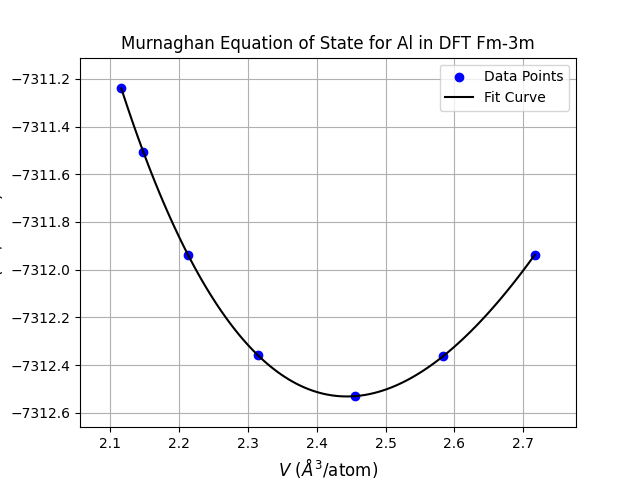 Murnaghan Equation of State for Al in DFT Fm-3m
Data Points
Fit Curve
−7311.2
−7311.4
−7311.6
−7311.8
−7312.0
−7312.2
−7312.4
−7312.6
2.1 2.2 2.3 2.4 2.5 2.6 2.7
V (Å³/atom)